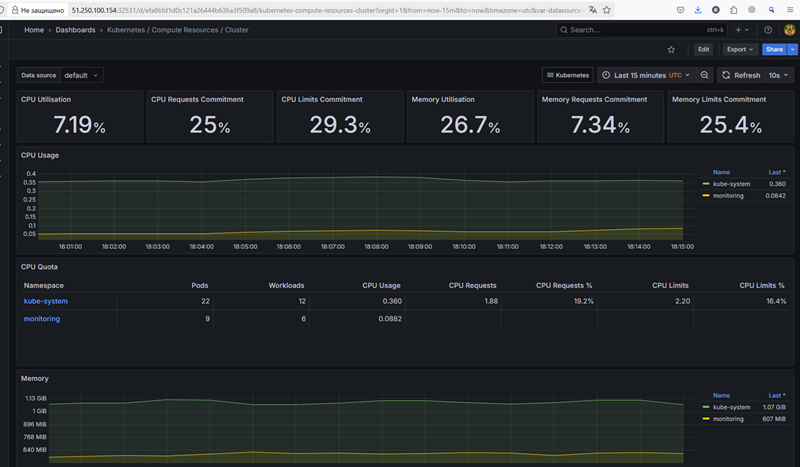 Не защищено 51.250.100.154:32531/d/efa86fd1d0c121a26444b636a3f509a8/kubernetes-compute-resources-cluster?orgId=1&from=now-15m&to=now&timezone=utc&var-datasource=
Home › Dashboards › Kubernetes / Compute Resources / Cluster
Search... ctrl+k
Edit Export Share
Data source default
Kubernetes Last 15 minutes UTC Refresh 10s
CPU Utilisation CPU Requests Commitment CPU Limits Commitment Memory Utilisation Memory Requests Commitment Memory Limits Commitment
7.19% 25% 29.3% 26.7% 7.34% 25.4%
CPU Usage
Name Last *
kube-system 0.360
monitoring 0.0842
0.4
0.35
0.3
0.25
0.2
0.15
0.1
0.05
18:01:00 18:02:00 18:03:00 18:04:00 18:05:00 18:06:00 18:07:00 18:08:00 18:09:00 18:10:00 18:11:00 18:12:00 18:13:00 18:14:00 18:15:00
CPU Quota
Namespace Pods Workloads CPU Usage CPU Requests CPU Requests % CPU Limits CPU Limits %
kube-system 22 12 0.360 1.88 19.2% 2.20 16.4%
monitoring 9 6 0.0882
Memory
Name Last *
kube-system 1.07 GiB
monitoring 607 MiB
1.13 GiB
1 GiB
896 MiB
768 MiB
640 MiB